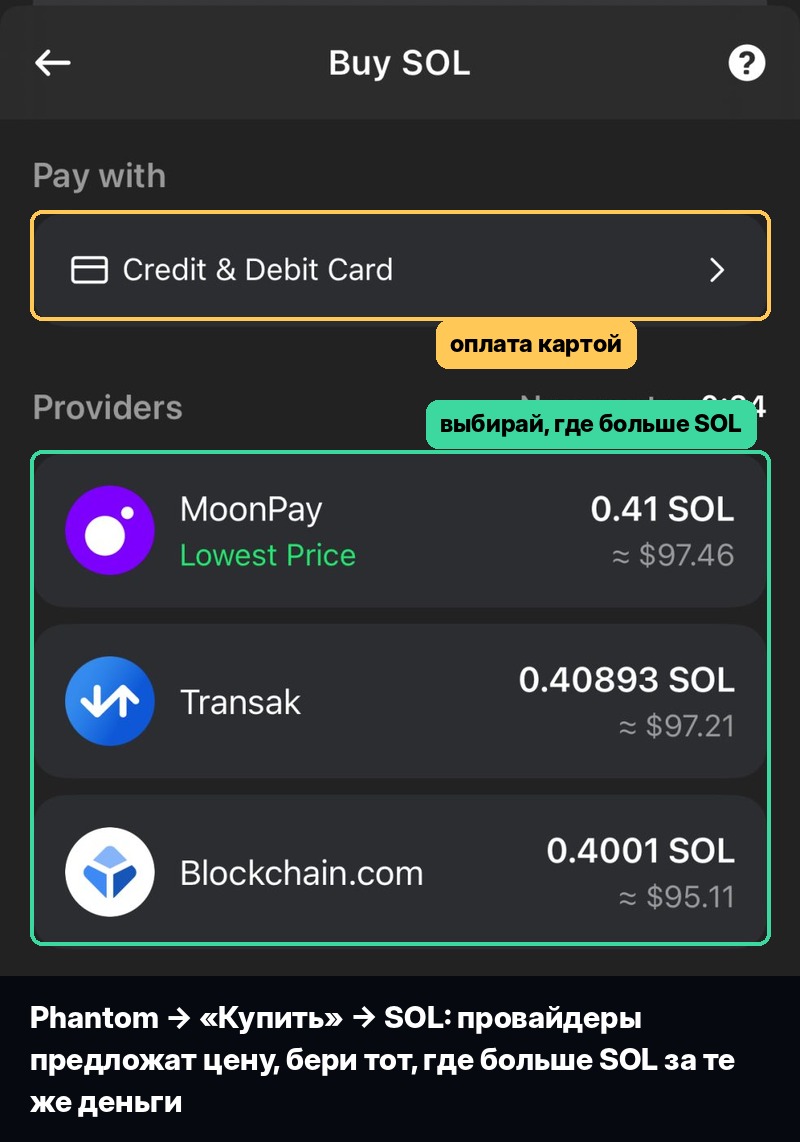 Buy SOL
?
Pay with
Credit & Debit Card
оплата картой
Providers
выбирай, где больше SOL
MoonPay
0.41 SOL
Lowest Price
≈ $97.46
Transak
0.40893 SOL
≈ $97.21
Blockchain.com
0.4001 SOL
≈ $95.11
Phantom → «Купить» → SOL: провайдеры
предложат цену, бери тот, где больше SOL за те
же деньги